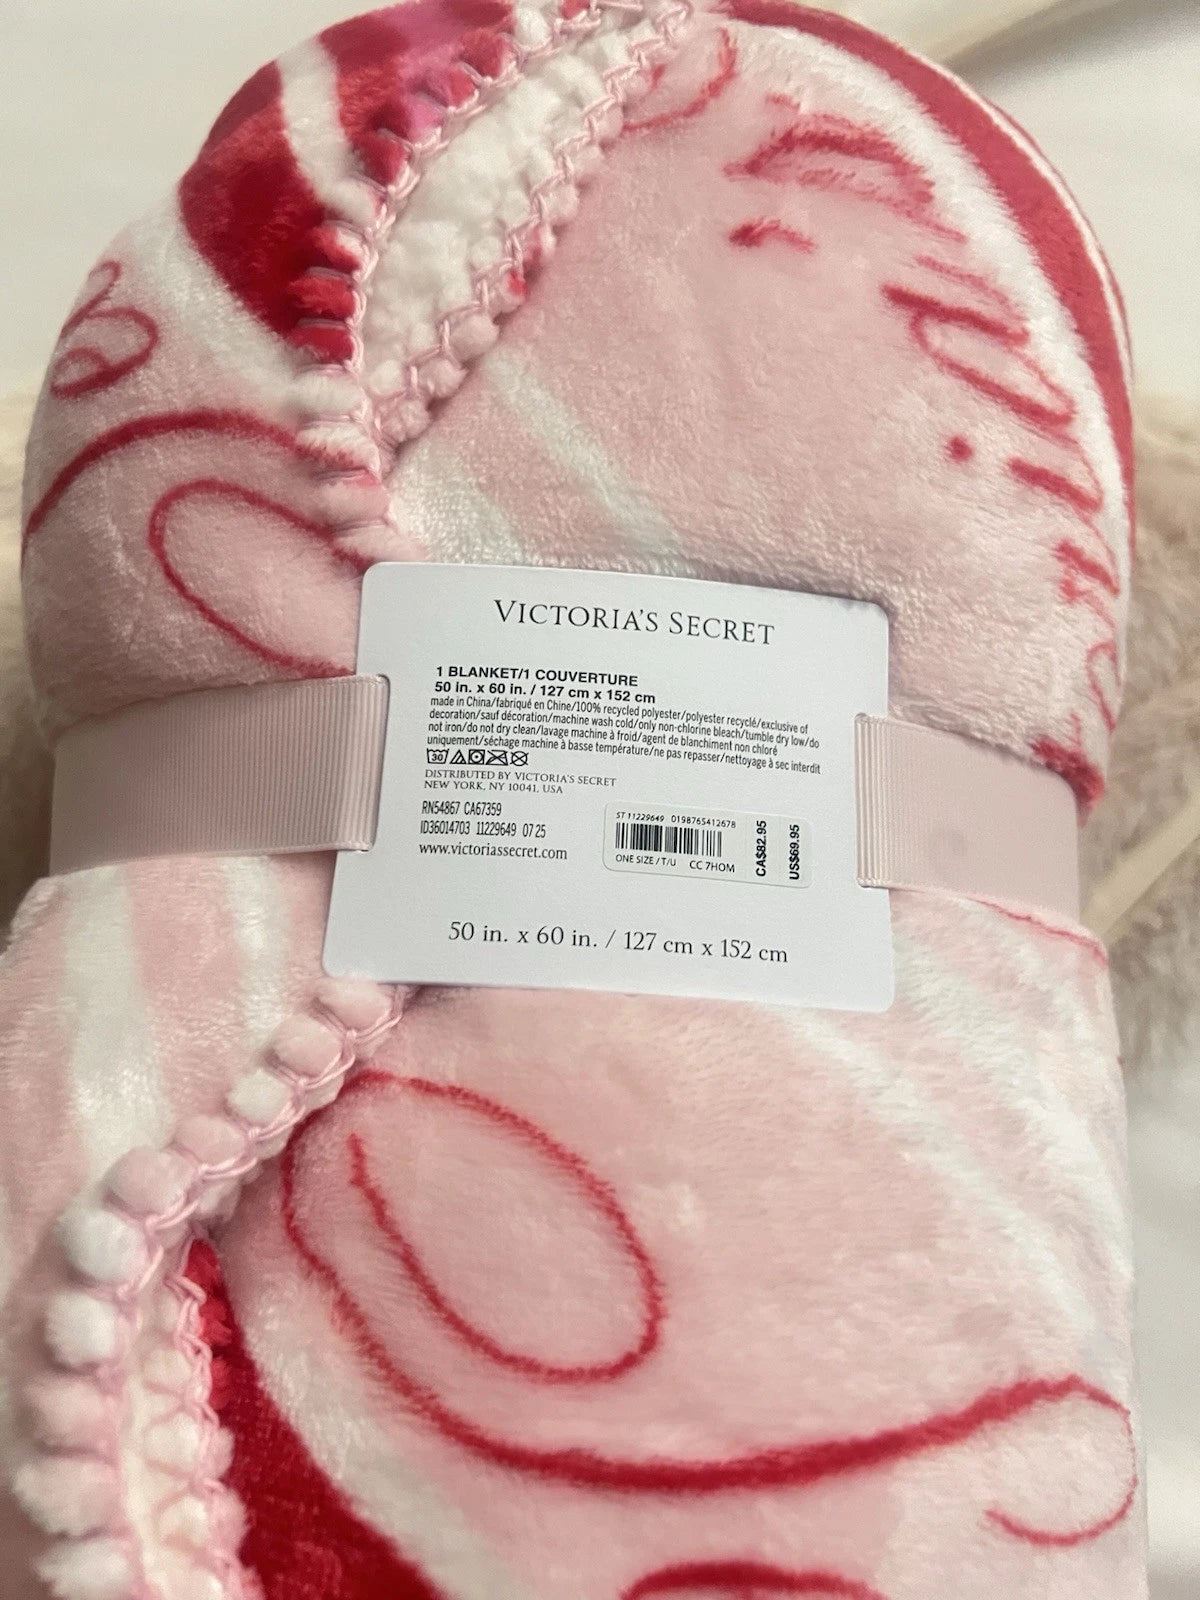 VICTORIA'S SECRET
1 BLANKET/1 COUVERTURE
50 in. x 60 in. / 127 cm x 152 cm
made in China/fabriqué en Chine/100% recycled polyester/polyester recyclé/exclusive of
decoration/sauf décoration/machine wash cold/only non-chlorine bleach/tumble dry low/do
not iron/do not dry clean/lavage machine à froid/agent de blanchiment non chloré
uniquement/séchage machine à basse température/ne pas repasser/nettoyage à sec interdit
30
DISTRIBUTED BY VICTORIA'S SECRET
NEW YORK, NY 10041, USA
RN54867 CA67359
ID36014703 11229649 07 25
www.victoriassecret.com
ST 11229649 0198765412678
ONE SIZE / T/U CC 7HOM
CA$82.95
US$69.95
50 in. x 60 in. / 127 cm x 152 cm